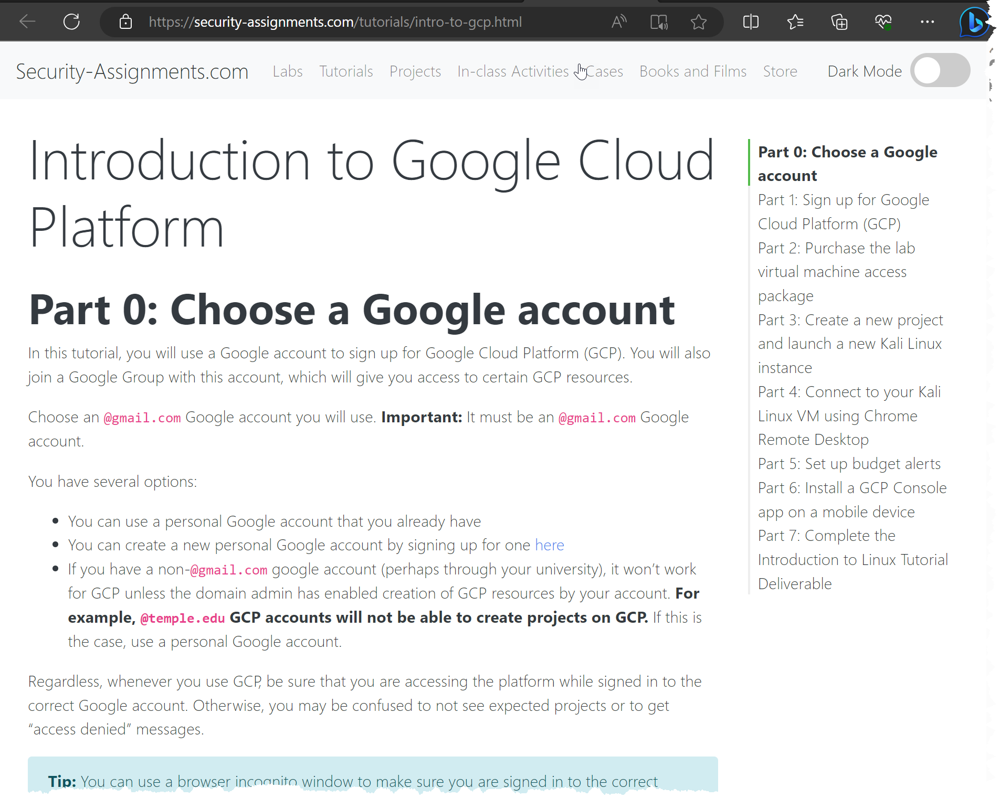 https://security-assignments.com/tutorials/intro-to-gcp.html
Security-Assignments.com Labs Tutorials Projects In-class Activities Cases Books and Films Store Dark Mode
Introduction to Google Cloud
Platform
Part 0: Choose a Google account
In this tutorial, you will use a Google account to sign up for Google Cloud Platform (GCP). You will also
join a Google Group with this account, which will give you access to certain GCP resources.
Choose an @gmail.com Google account you will use. Important: It must be an @gmail.com Google
account.
You have several options:
• You can use a personal Google account that you already have
• You can create a new personal Google account by signing up for one here
• If you have a non-@gmail.com google account (perhaps through your university), it won’t work
for GCP unless the domain admin has enabled creation of GCP resources by your account. For
example, @temple.edu GCP accounts will not be able to create projects on GCP. If this is
the case, use a personal Google account.
Regardless, whenever you use GCP, be sure that you are accessing the platform while signed in to the
correct Google account. Otherwise, you may be confused to not see expected projects or to get
“access denied” messages.
Tip: You can use a browser incognito window to make sure you are signed in to the correct
Part 0: Choose a Google
account
Part 1: Sign up for Google
Cloud Platform (GCP)
Part 2: Purchase the lab
virtual machine access
package
Part 3: Create a new project
and launch a new Kali Linux
instance
Part 4: Connect to your Kali
Linux VM using Chrome
Remote Desktop
Part 5: Set up budget alerts
Part 6: Install a GCP Console
app on a mobile device
Part 7: Complete the
Introduction to Linux Tutorial
Deliverable